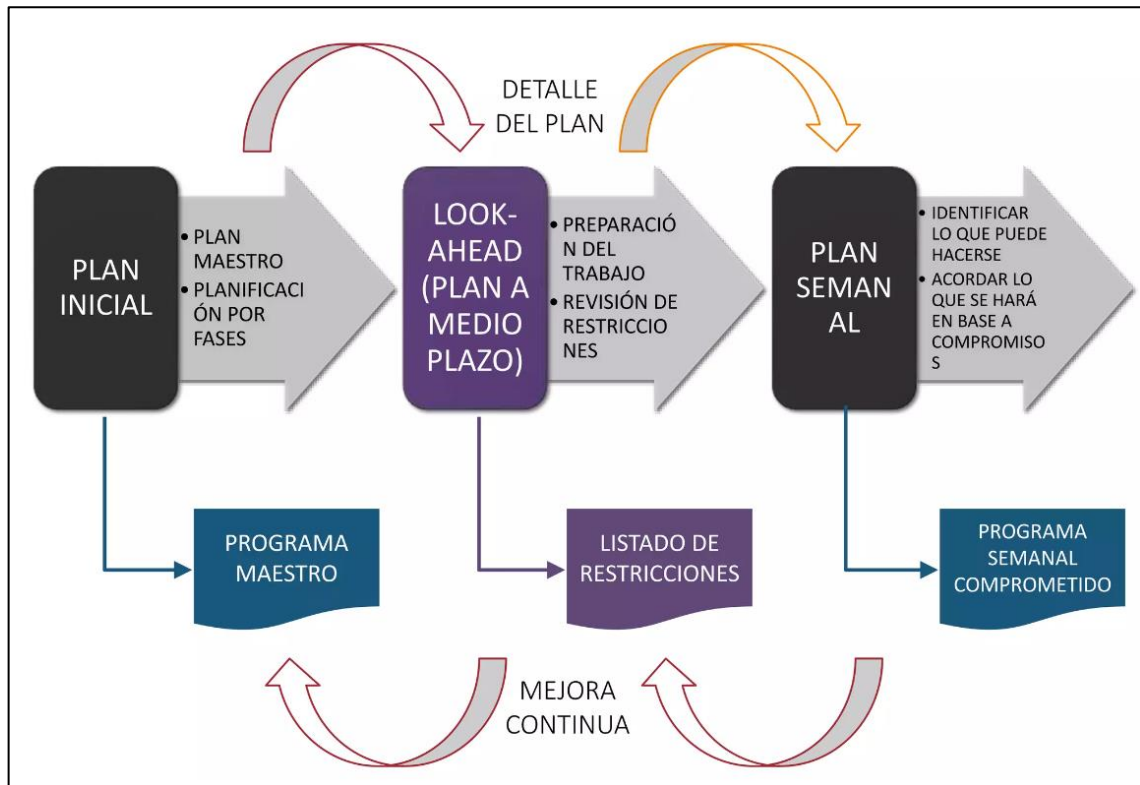 DETALLE
DEL PLAN
PLAN
INICIAL
• PLAN
MAESTRO
• PLANIFICACI
ÓN POR
FASES
LOOK-
AHEAD
(PLAN A
MEDIO
PLAZO)
• PREPARACIÓ
N DEL
TRABAJO
• REVISIÓN DE
RESTRICCIO
NES
PLAN
SEMAN
AL
• IDENTIFICAR
LO QUE PUEDE
HACERSE
• ACORDAR LO
QUE SE HARÁ
EN BASE A
COMPROMISO
S
PROGRAMA
MAESTRO
LISTADO DE
RESTRICCIONES
PROGRAMA
SEMANAL
COMPROMETIDO
MEJORA
CONTINUA